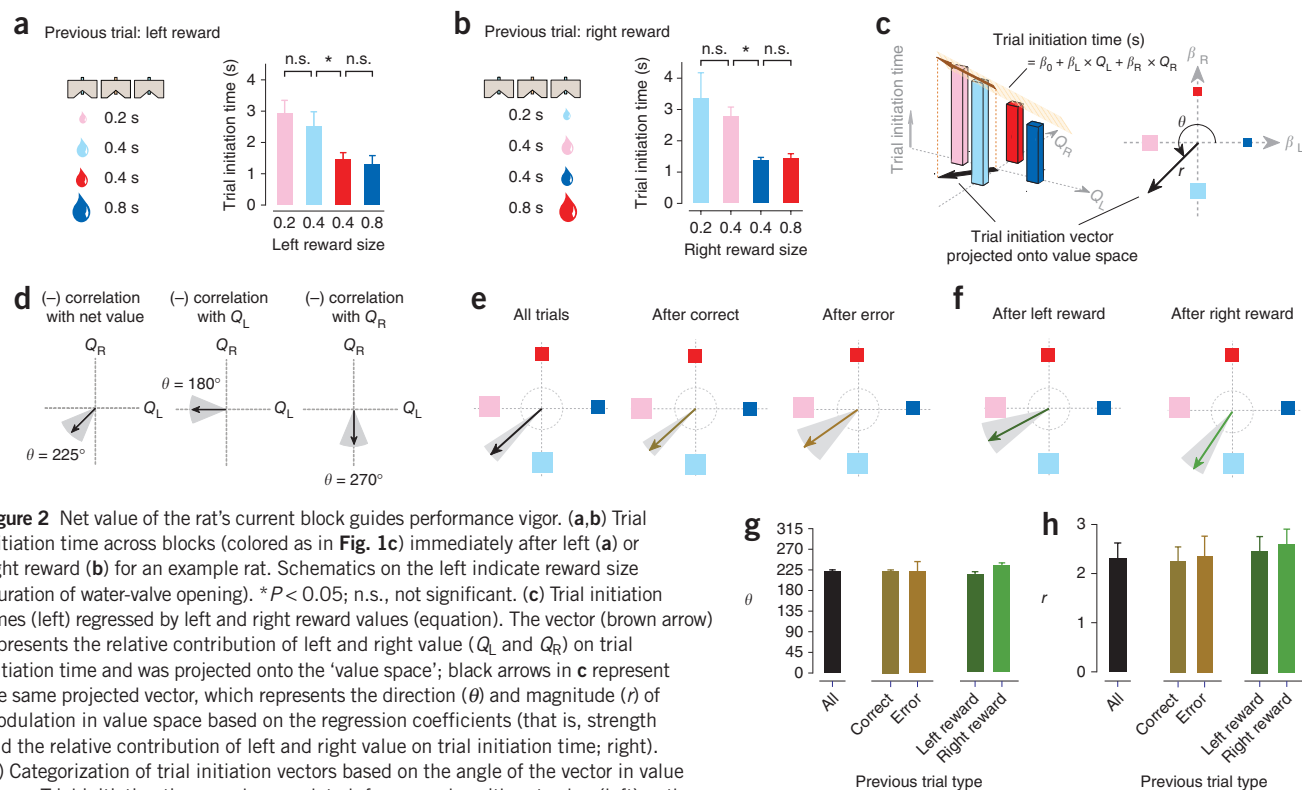 a Previous trial: left reward
0.2 s
0.4 s
0.4 s
0.8 s
Trial initiation time (s)
4
3
2
1
0
n.s. * n.s.
0.2 0.4 0.4 0.8
Left reward size
b Previous trial: right reward
0.2 s
0.4 s
0.4 s
0.8 s
Trial initiation time (s)
4
3
2
1
0
n.s. * n.s.
0.2 0.4 0.4 0.8
Right reward size
c
Trial initiation time (s)
= β0 + βL × QL + βR × QR
Trial initiation time
QR
QL
βR
θ
βL
r
Trial initiation vector
projected onto value space
d
(–) correlation
with net value
QR
QL
θ = 225°
(–) correlation
with QL
QR
θ = 180°
QL
(–) correlation
with QR
QR
QL
θ = 270°
e
All trials
After correct
After error
f
After left reward
After right reward
gure 2 Net value of the rat's current block guides performance vigor. (a,b) Trial
itiation time across blocks (colored as in Fig. 1c) immediately after left (a) or
ght reward (b) for an example rat. Schematics on the left indicate reward size
uration of water-valve opening). *P < 0.05; n.s., not significant. (c) Trial initiation
nes (left) regressed by left and right reward values (equation). The vector (brown arrow)
presents the relative contribution of left and right value (QL and QR) on trial
itiation time and was projected onto the 'value space'; black arrows in c represent
e same projected vector, which represents the direction (θ) and magnitude (r) of
odulation in value space based on the regression coefficients (that is, strength
d the relative contribution of left and right value on trial initiation time; right).
) Categorization of trial initiation vectors based on the angle of the vector in value
g
θ
315
270
225
180
135
90
45
0
All
Correct
Error
Left reward
Right reward
Previous trial type
h
r
3
2
1
0
All
Correct
Error
Left reward
Right reward
Previous trial type